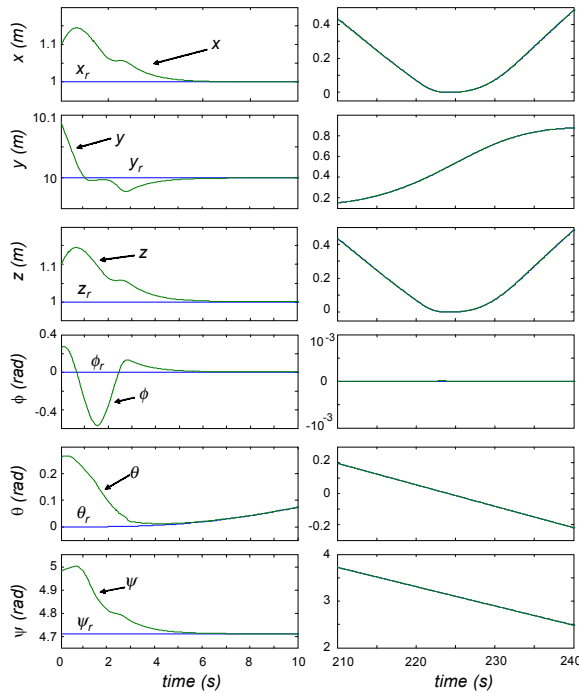 x (m)
1.1
1
x_r
x
0.4
0.2
0
y (m)
10.1
10
y
y_r
0.8
0.6
0.4
0.2
z (m)
1.1
1
z_r
z
0.4
0.2
0
ϕ (rad)
0.4
0
-0.4
ϕ_r
ϕ
10⁻³
0
-10⁻³
θ (rad)
0.2
0.1
0
θ_r
θ
0.2
0
-0.2
ψ (rad)
5
4.9
4.8
4.7
ψ_r
ψ
4
3
2
0 2 4 6 8 10
210 220 230 240
time (s) time (s)